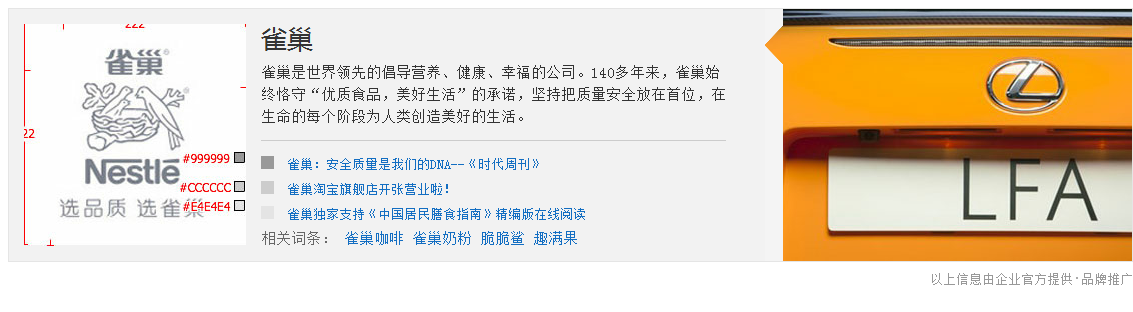 222
22
雀巢
Nestlé
选品质 选雀巢
#999999
#CCCCCC
#E4E4E4
雀巢
雀巢是世界领先的倡导营养、健康、幸福的公司。140多年来，雀巢始
终恪守“优质食品，美好生活”的承诺，坚持把质量安全放在首位，在
生命的每个阶段为人类创造美好的生活。
雀巢：安全质量是我们的DNA--《时代周刊》
雀巢淘宝旗舰店开张营业啦！
雀巢独家支持《中国居民膳食指南》精编版在线阅读
相关词条： 雀巢咖啡 雀巢奶粉 脆脆鲨 趣满果
LFA
以上信息由企业官方提供·品牌推广